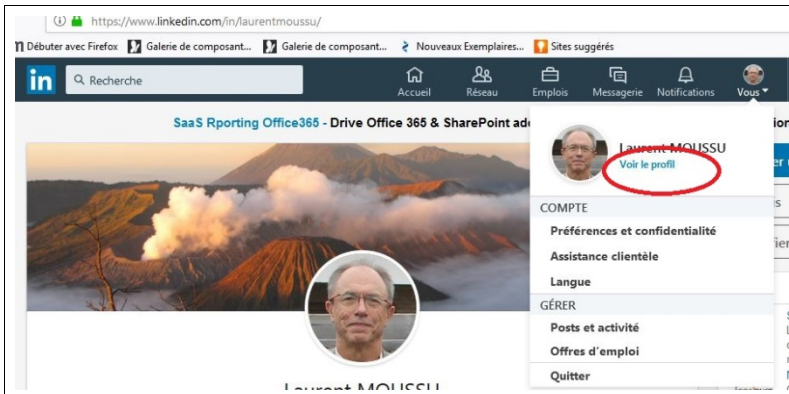 https://www.linkedin.com/in/laurentmoussu/
Débuter avec Firefox Galerie de composant... Galerie de composant... Nouveaux Exemplaires... Sites suggérés
in Recherche Accueil Réseau Emplois Messagerie Notifications Vous
SaaS Rporting Office365 - Drive Office 365 & SharePoint
Laurent MOUSSU
Voir le profil
COMPTE
Préférences et confidentialité
Assistance clientèle
Langue
GÉRER
Posts et activité
Offres d'emploi
Quitter
Laurent MOUSSU